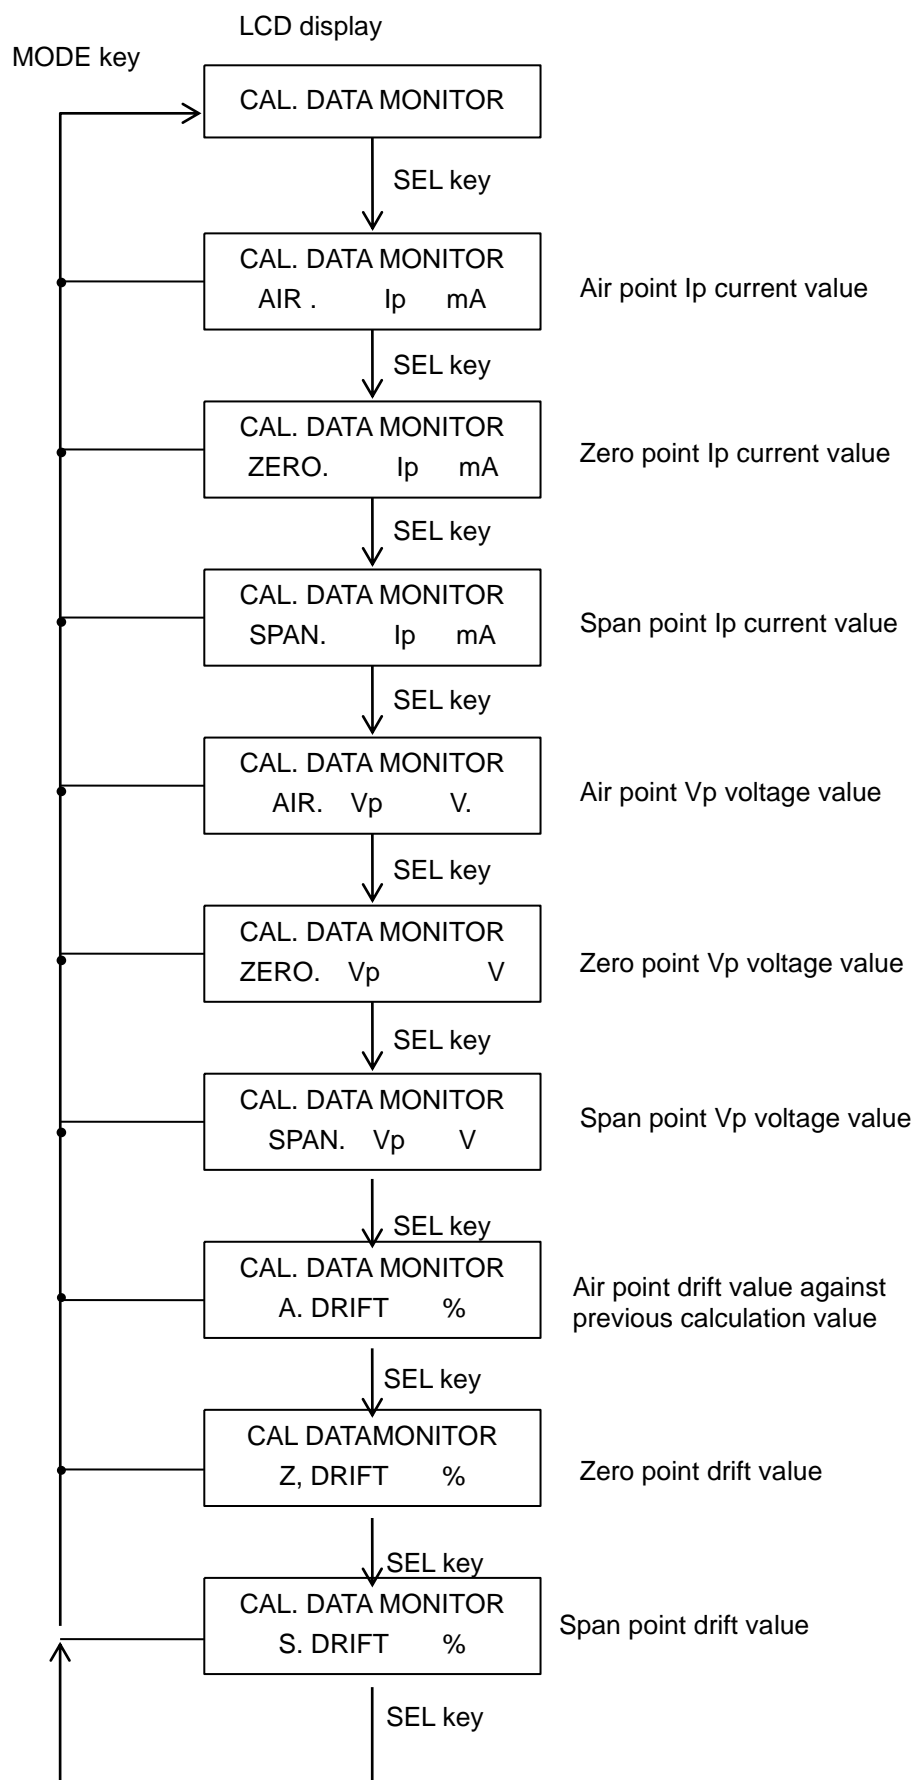 LCD display
MODE key
CAL. DATA MONITOR
SEL key
CAL. DATA MONITOR
AIR . Ip mA
Air point Ip current value
SEL key
CAL. DATA MONITOR
ZERO. Ip mA
Zero point Ip current value
SEL key
CAL. DATA MONITOR
SPAN. Ip mA
Span point Ip current value
SEL key
CAL. DATA MONITOR
AIR. Vp V.
Air point Vp voltage value
SEL key
CAL. DATA MONITOR
ZERO. Vp V
Zero point Vp voltage value
SEL key
CAL. DATA MONITOR
SPAN. Vp V
Span point Vp voltage value
SEL key
CAL. DATA MONITOR
A. DRIFT %
Air point drift value against
previous calculation value
SEL key
CAL DATAMONITOR
Z, DRIFT %
Zero point drift value
SEL key
CAL. DATA MONITOR
S. DRIFT %
Span point drift value
SEL key